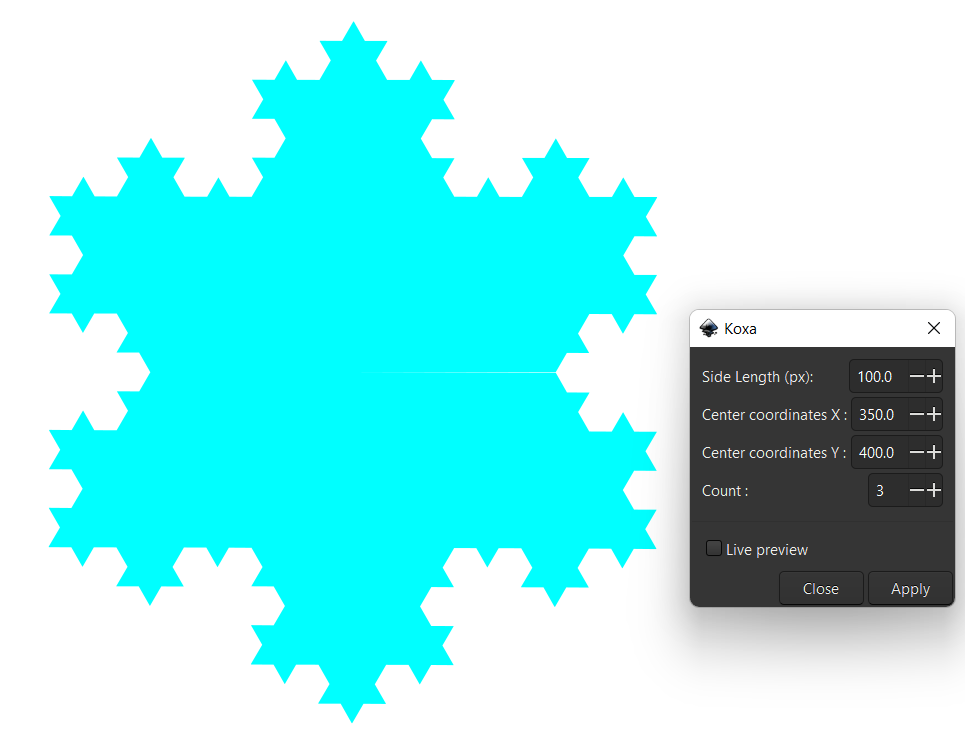 Koxa
Side Length (px): 100.0
Center coordinates X : 350.0
Center coordinates Y : 400.0
Count : 3
Live preview
Close Apply